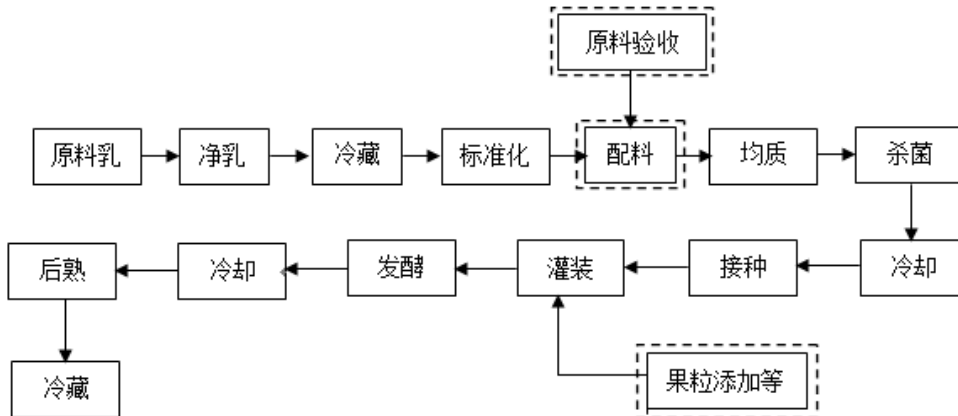 原料验收
原料乳
净乳
冷藏
标准化
配料
均质
杀菌
后熟
冷却
发酵
灌装
接种
冷却
冷藏
果粒添加等